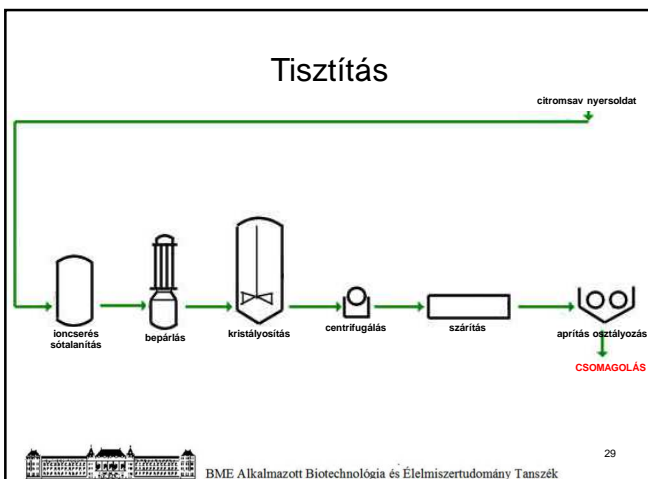 Tisztítás
citromsav nyersoldat
ioncserés
sótalanítás
bepárlás
kristályosítás
centrifugálás
szárítás
aprítás osztályozás
CSOMAGOLÁS
29
BME Alkalmazott Biotechnológia és Élelmiszertudomány Tanszék